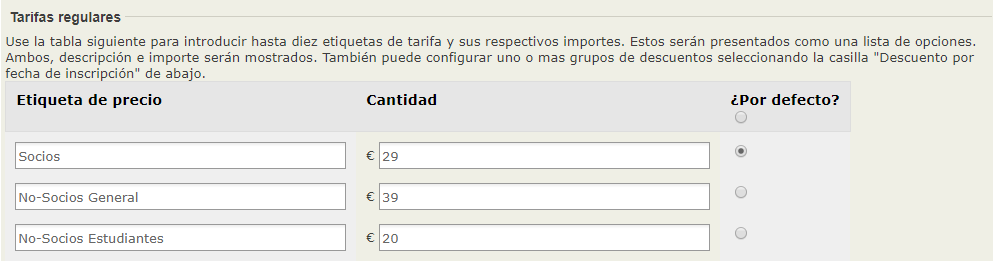 Tarifas regulares
Use la tabla siguiente para introducir hasta diez etiquetas de tarifa y sus respectivos importes. Estos serán presentados como una lista de opciones.
Ambos, descripción e importe serán mostrados. También puede configurar uno o mas grupos de descuentos seleccionando la casilla "Descuento por
fecha de inscripción" de abajo.
Etiqueta de precio Cantidad ¿Por defecto?
Socios € 29
No-Socios General € 39
No-Socios Estudiantes € 20